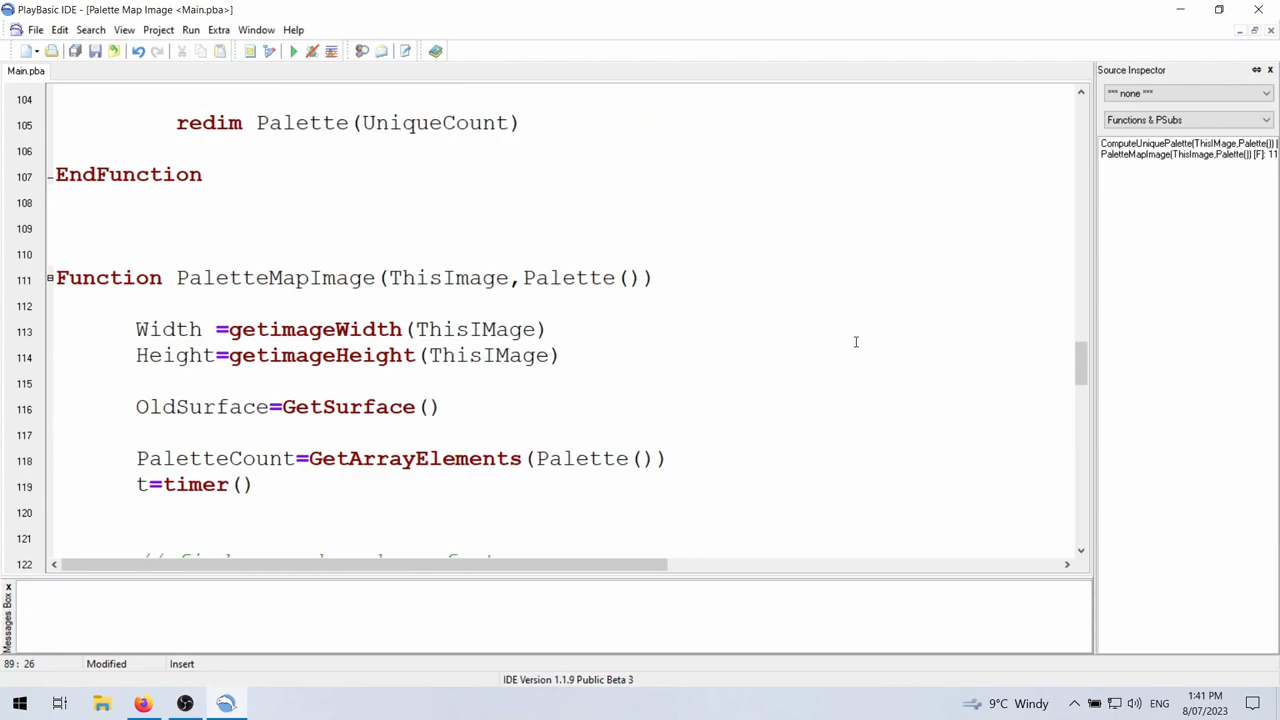 PlayBasic IDE - [Palette Map Image <Main.pba>]
File Edit Search View Project Run Extra Window Help
Main.pba
Source Inspector
*** none ***
Functions & PSubs
ComputeUniquePalette(ThisIMage,Palette()) [
PaletteMapImage(ThisImage,Palette()) [F]: 11
104
105 redim Palette(UniqueCount)
106
107 EndFunction
108
109
110
111 Function PaletteMapImage(ThisImage,Palette())
112
113 Width =getimageWidth(ThisIMage)
114 Height=getimageHeight(ThisIMage)
115
116 OldSurface=GetSurface()
117
118 PaletteCount=GetArrayElements(Palette())
119 t=timer()
120
121
122
Messages Box
89: 26 Modified Insert
IDE Version 1.1.9 Public Beta 3
9°C Windy
ENG
1:41 PM
8/07/2023